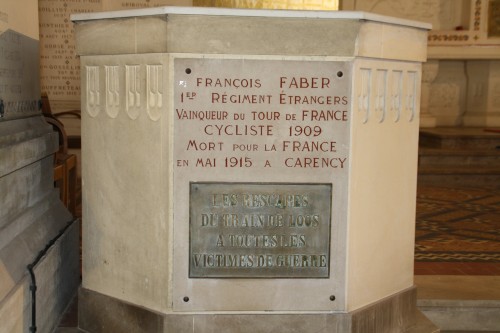 FRANÇOIS FABER
1ER RÉGIMENT ÉTRANGERS
VAINQUEUR DU TOUR DE FRANCE
CYCLISTE 1909
MORT POUR LA FRANCE
EN MAI 1915 A CARENCY
LES RESCAPÉS
DU TRAIN DE LOOS
A TOUTES LES
VICTIMES DE GUERRE